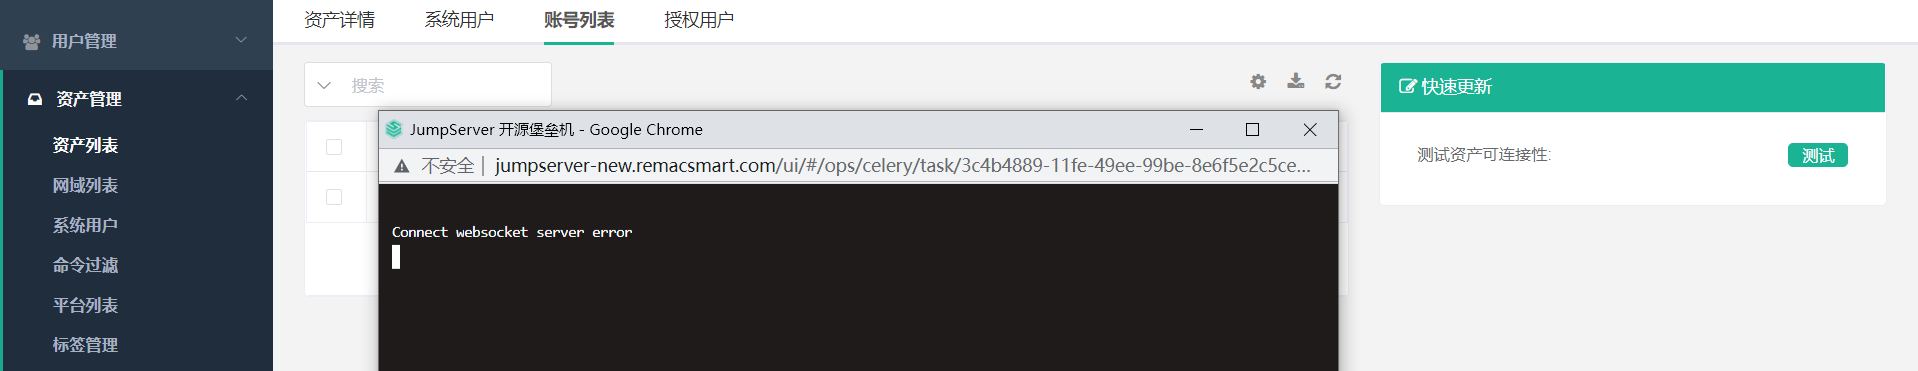 用户管理
资产管理
资产列表
网域列表
系统用户
命令过滤
平台列表
标签管理
资产详情 系统用户 账号列表 授权用户
搜索
JumpServer 开源堡垒机 - Google Chrome
不安全 | jumpserver-new.remacsmart.com/ui/#/ops/celery/task/3c4b4889-11fe-49ee-99be-8e6f5e2c5ce...
Connect websocket server error
快速更新
测试资产可连接性: 测试